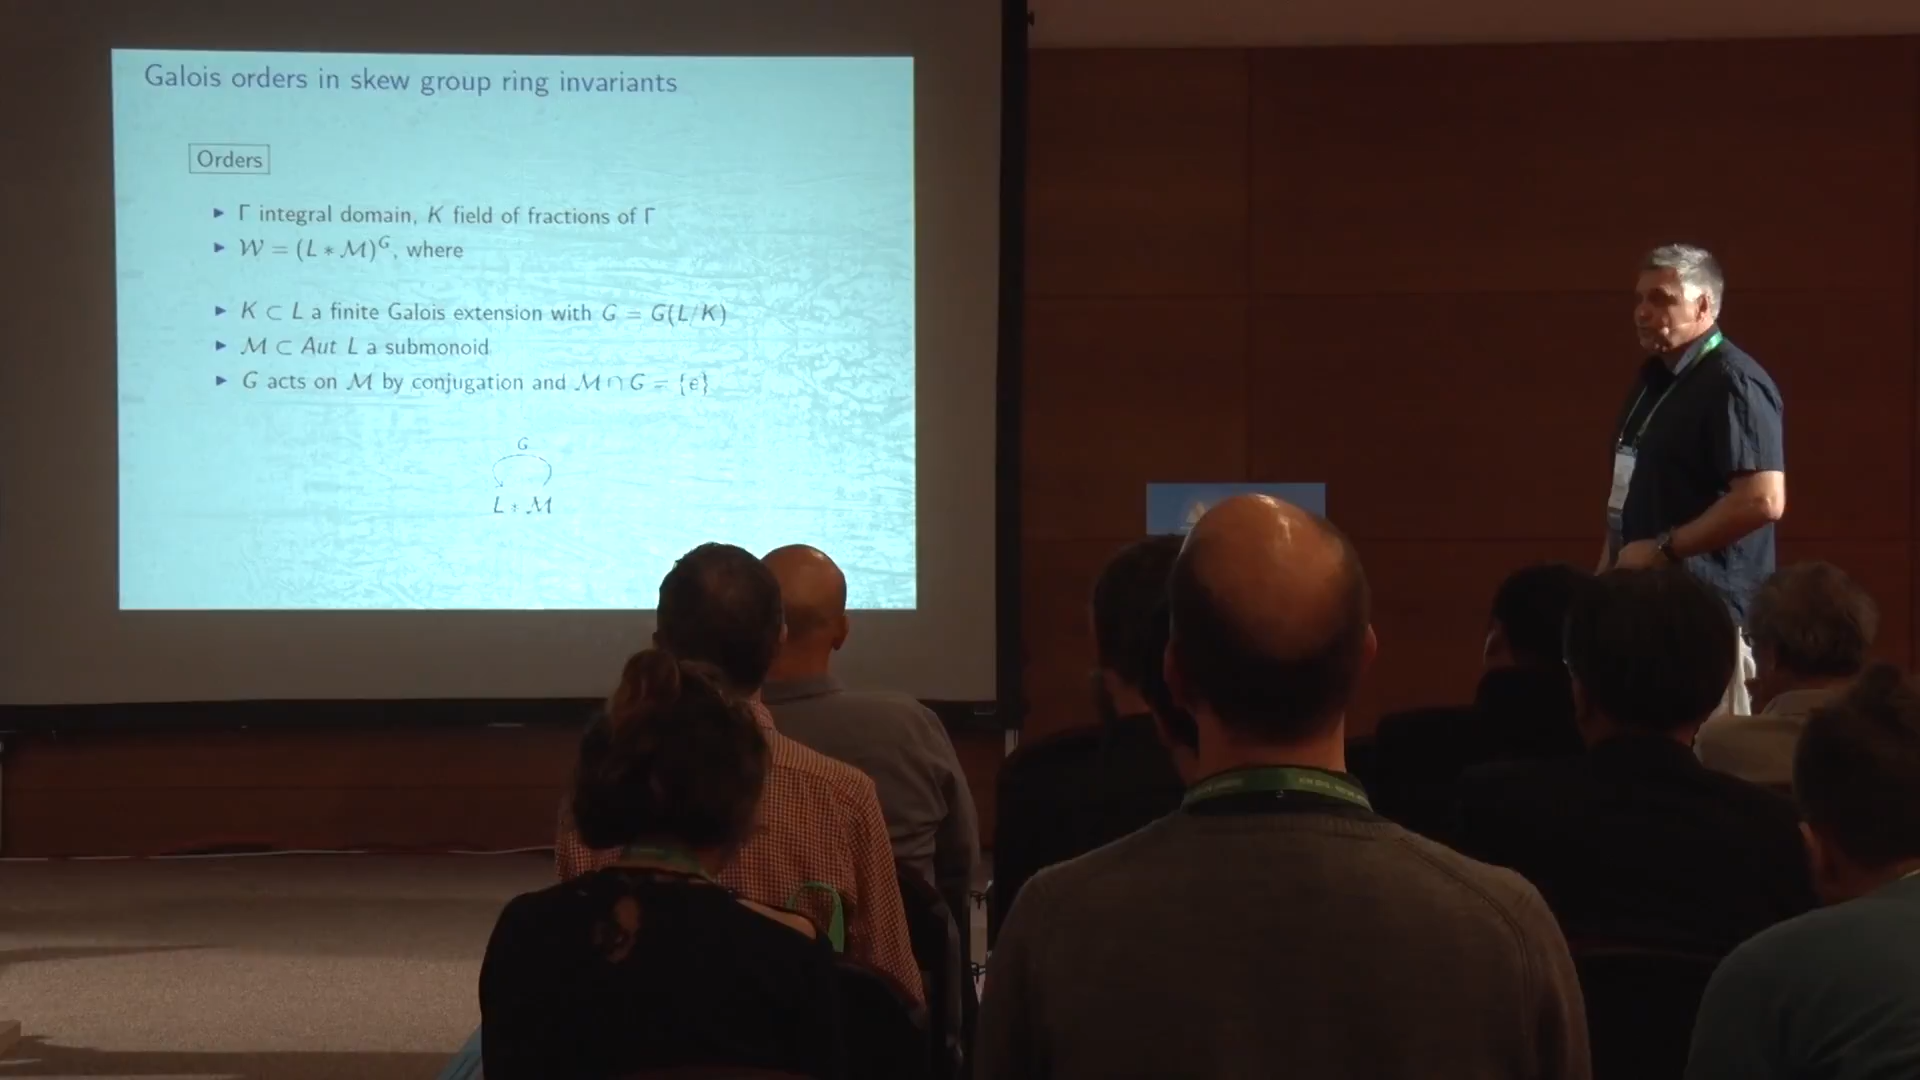 Galois orders in skew group ring invariants
Orders
▶ Γ integral domain, K field of fractions of Γ
▶ 𝒲 = (L ∗ ℳ)^G, where
▶ K ⊂ L a finite Galois extension with G = G(L/K)
▶ ℳ ⊂ Aut L a submonoid
▶ G acts on ℳ by conjugation and ℳ ∩ G = {e}
G
L ∗ ℳ